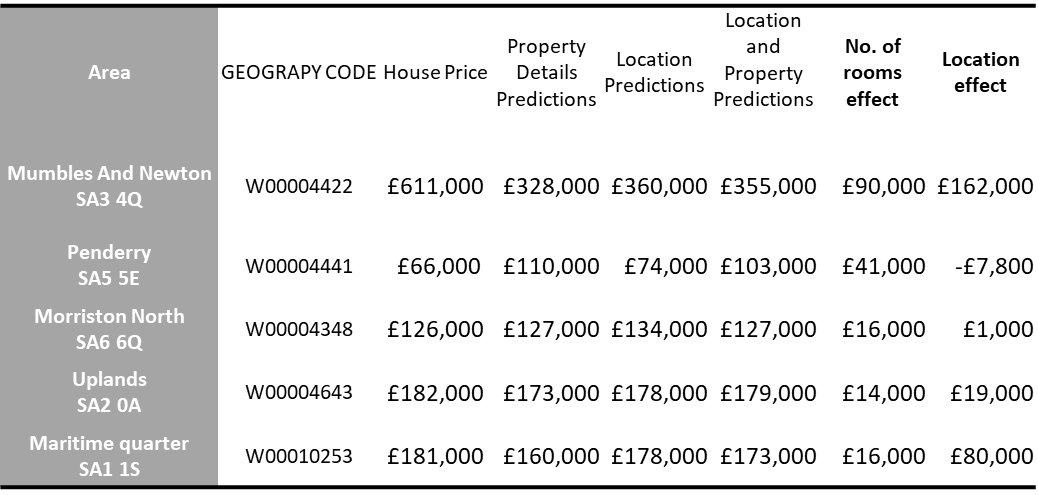 Area GEOGRAPY CODE House Price Property Details Predictions Location Predictions Location and Property Predictions No. of rooms effect Location effect
Mumbles And Newton SA3 4Q W00004422 £611,000 £328,000 £360,000 £355,000 £90,000 £162,000
Penderry SA5 5E W00004441 £66,000 £110,000 £74,000 £103,000 £41,000 -£7,800
Morriston North SA6 6Q W00004348 £126,000 £127,000 £134,000 £127,000 £16,000 £1,000
Uplands SA2 0A W00004643 £182,000 £173,000 £178,000 £179,000 £14,000 £19,000
Maritime quarter SA1 1S W00010253 £181,000 £160,000 £178,000 £173,000 £16,000 £80,000